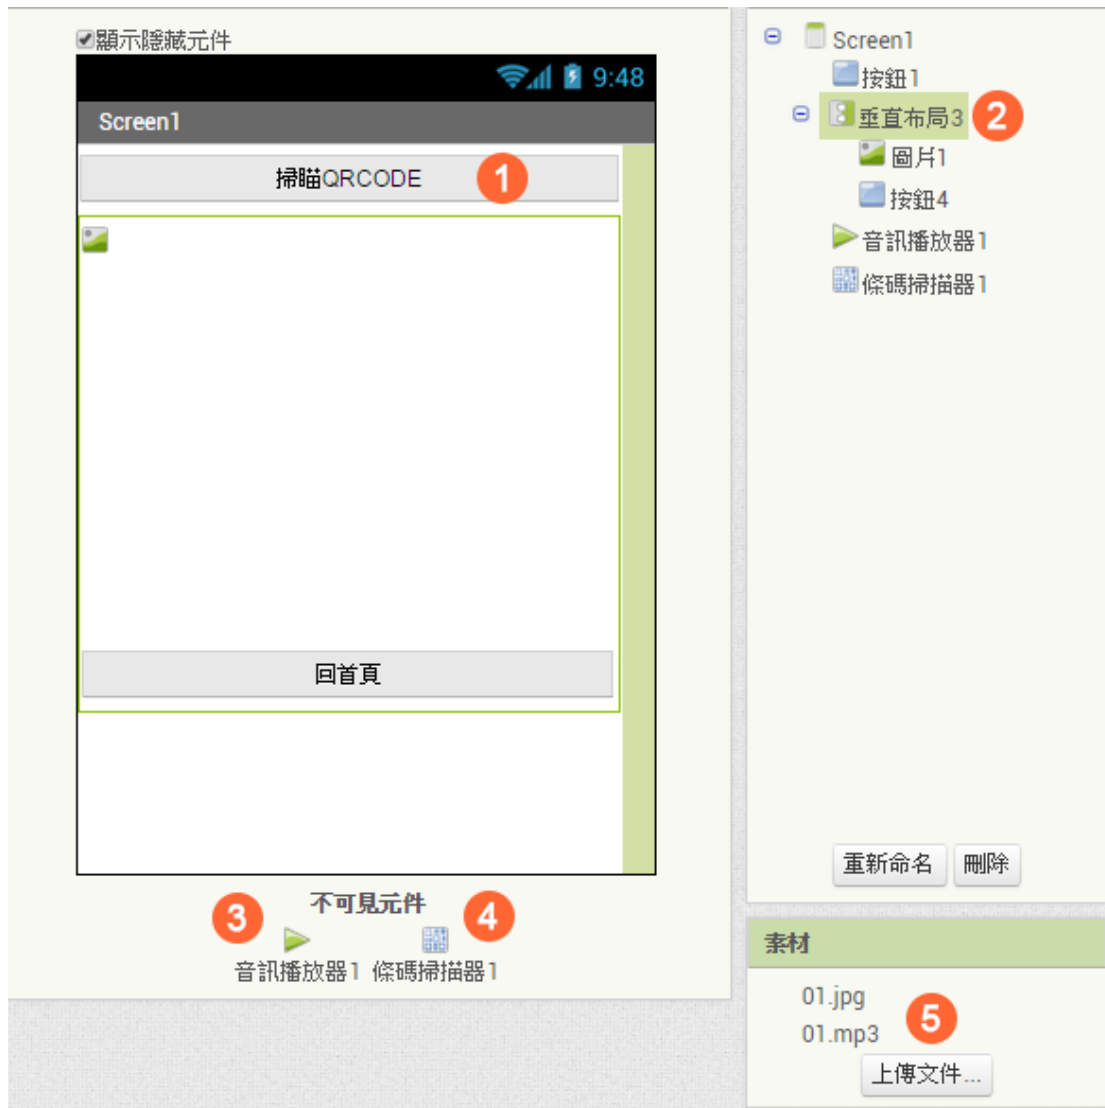 顯示隱藏元件
9:48
Screen1
掃瞄QRCODE
1
回首頁
不可見元件
3
4
音訊播放器1
條碼掃描器1
Screen1
按鈕1
垂直布局3
2
圖片1
按鈕4
音訊播放器1
條碼掃描器1
重新命名
刪除
素材
01.jpg
01.mp3
5
上傳文件...